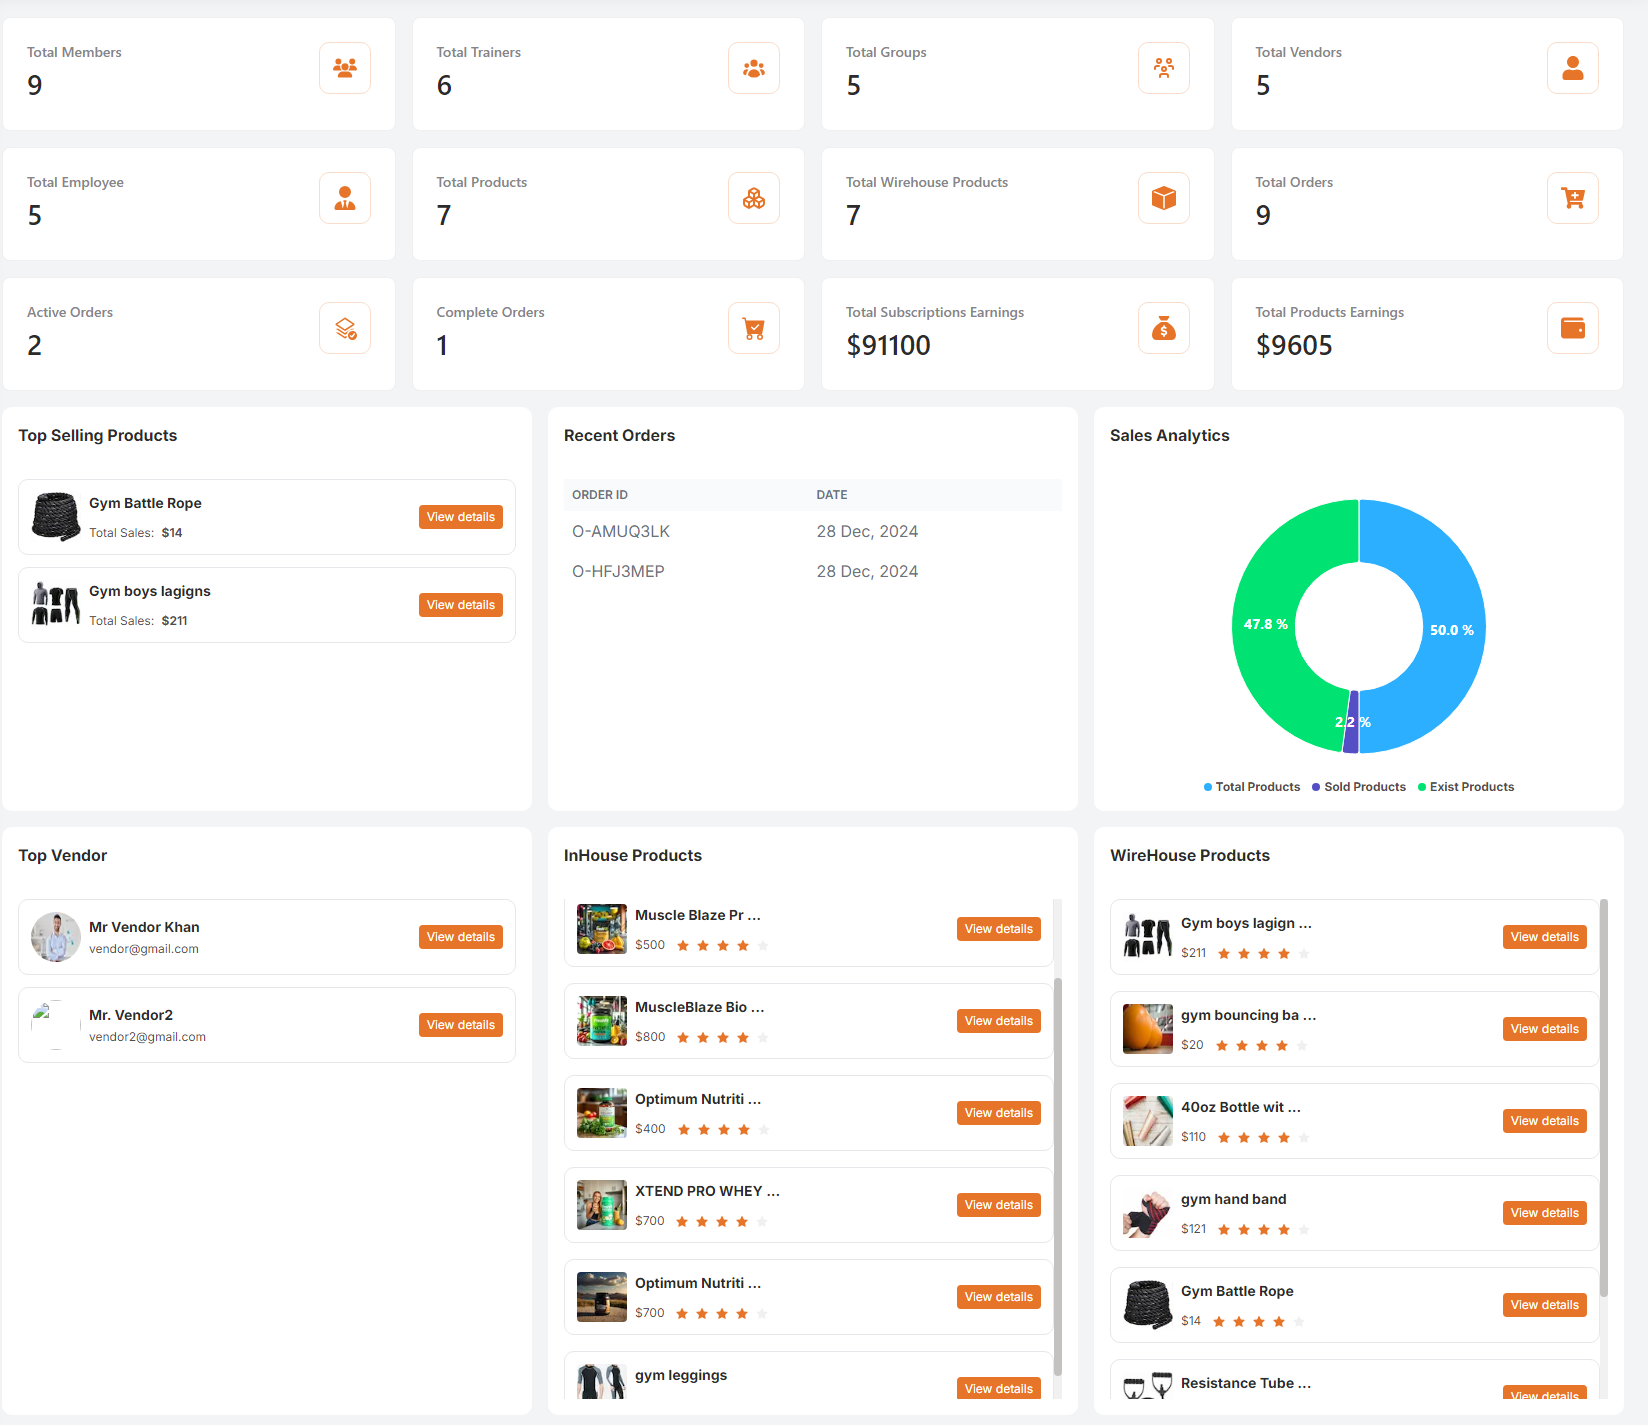 Total Members
9
Total Trainers
6
Total Groups
5
Total Vendors
5
Total Employee
5
Total Products
7
Total Wirehouse Products
7
Total Orders
9
Active Orders
2
Complete Orders
1
Total Subscriptions Earnings
$91100
Total Products Earnings
$9605
Top Selling Products
Gym Battle Rope
Total Sales: $14
View details
Gym boys lagigns
Total Sales: $211
View details
Recent Orders
ORDER ID DATE
O-AMUQ3LK 28 Dec, 2024
O-HFJ3MEP 28 Dec, 2024
Sales Analytics
47.8 %
50.0 %
2.2 %
Total Products Sold Products Exist Products
Top Vendor
Mr Vendor Khan
vendor@gmail.com
View details
Mr. Vendor2
vendor2@gmail.com
View details
InHouse Products
Muscle Blaze Pr ...
$500
View details
MuscleBlaze Bio ...
$800
View details
Optimum Nutriti ...
$400
View details
XTEND PRO WHEY ...
$700
View details
Optimum Nutriti ...
$700
View details
gym leggings
View details
WireHouse Products
Gym boys lagign ...
$211
View details
gym bouncing ba ...
$20
View details
40oz Bottle wit ...
$110
View details
gym hand band
$121
View details
Gym Battle Rope
$14
View details
Resistance Tube ...
View details